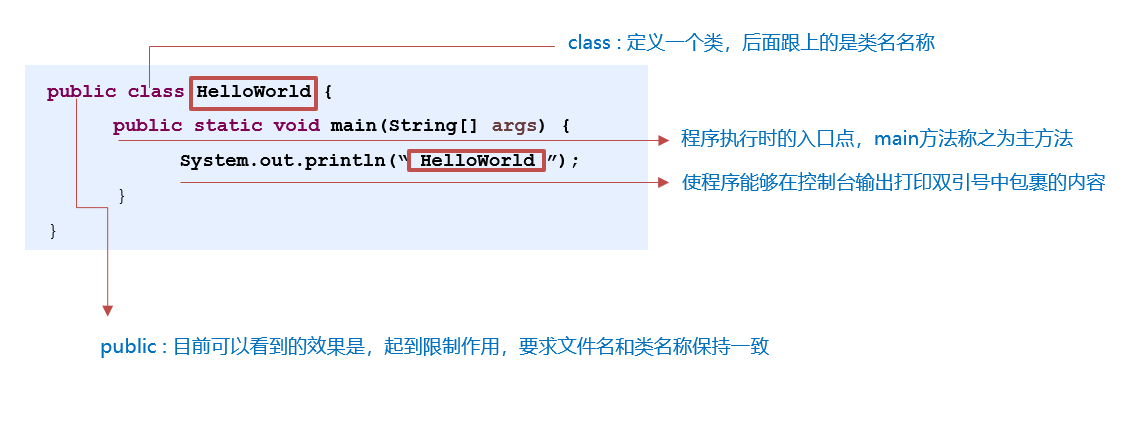 class : 定义一个类，后面跟上的是类名名称
public class HelloWorld {
public static void main(String[] args) {
程序执行时的入口点，main方法称之为主方法
System.out.println(“ HelloWorld ”);
使程序能够在控制台输出打印双引号中包裹的内容
}
}
public : 目前可以看到的效果是，起到限制作用，要求文件名和类名称保持一致